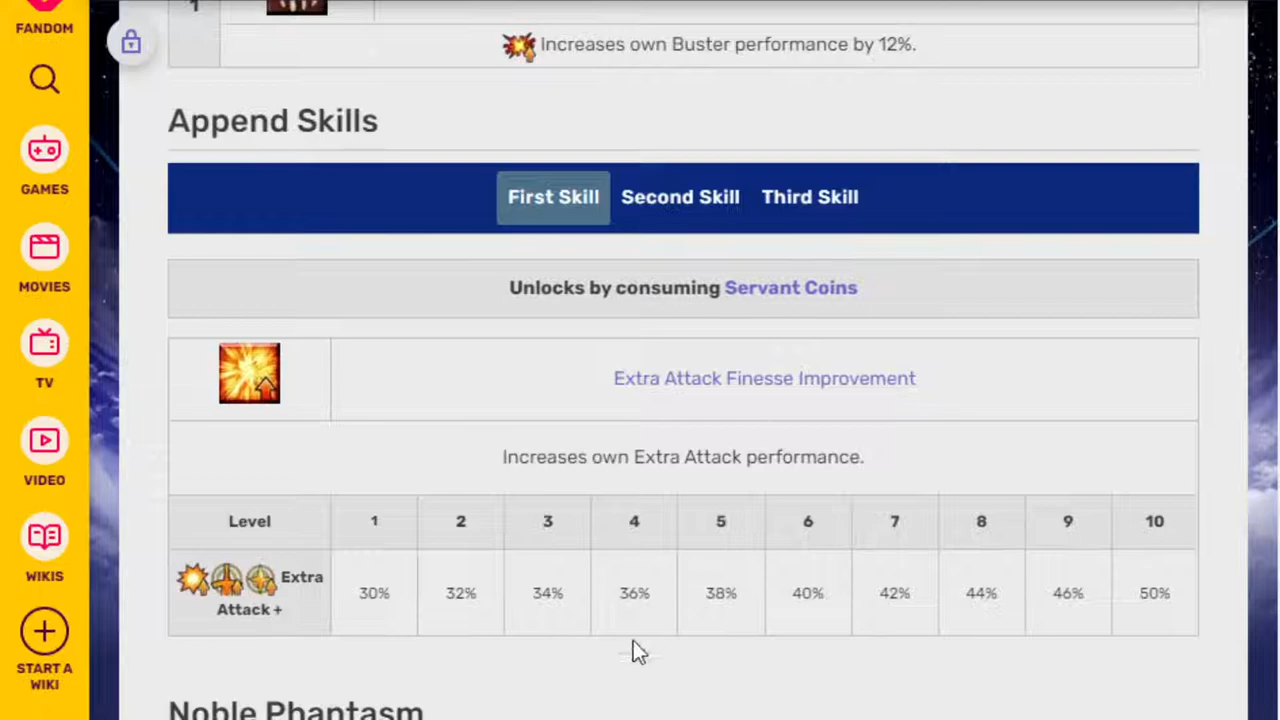 FANDOM
GAMES
MOVIES
TV
VIDEO
WIKIS
START A
WIKI
1
Increases own Buster performance by 12%.
Append Skills
First Skill Second Skill Third Skill
Unlocks by consuming Servant Coins
Extra Attack Finesse Improvement
Increases own Extra Attack performance.
Level 1 2 3 4 5 6 7 8 9 10
Extra
Attack +
30% 32% 34% 36% 38% 40% 42% 44% 46% 50%
Noble Phantasm